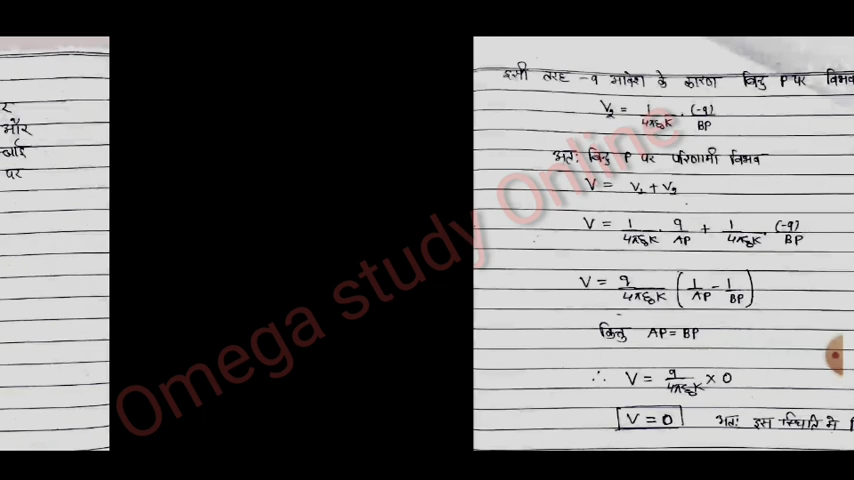 र
और
बाई
पर
इसी तरह -q आवेश के कारण बिन्दु P पर विभव
V₂ = 1/4πε₀K . (-q)/BP
अतः बिन्दु P पर परिणामी विभव
V = V₁ + V₂
V = 1/4πε₀K . q/AP + 1/4πε₀K . (-q)/BP
V = q/4πε₀K (1/AP - 1/BP)
किन्तु AP = BP
∴ V = q/4πε₀K × 0
V = 0 अतः इस स्थिति में
Omega study Online